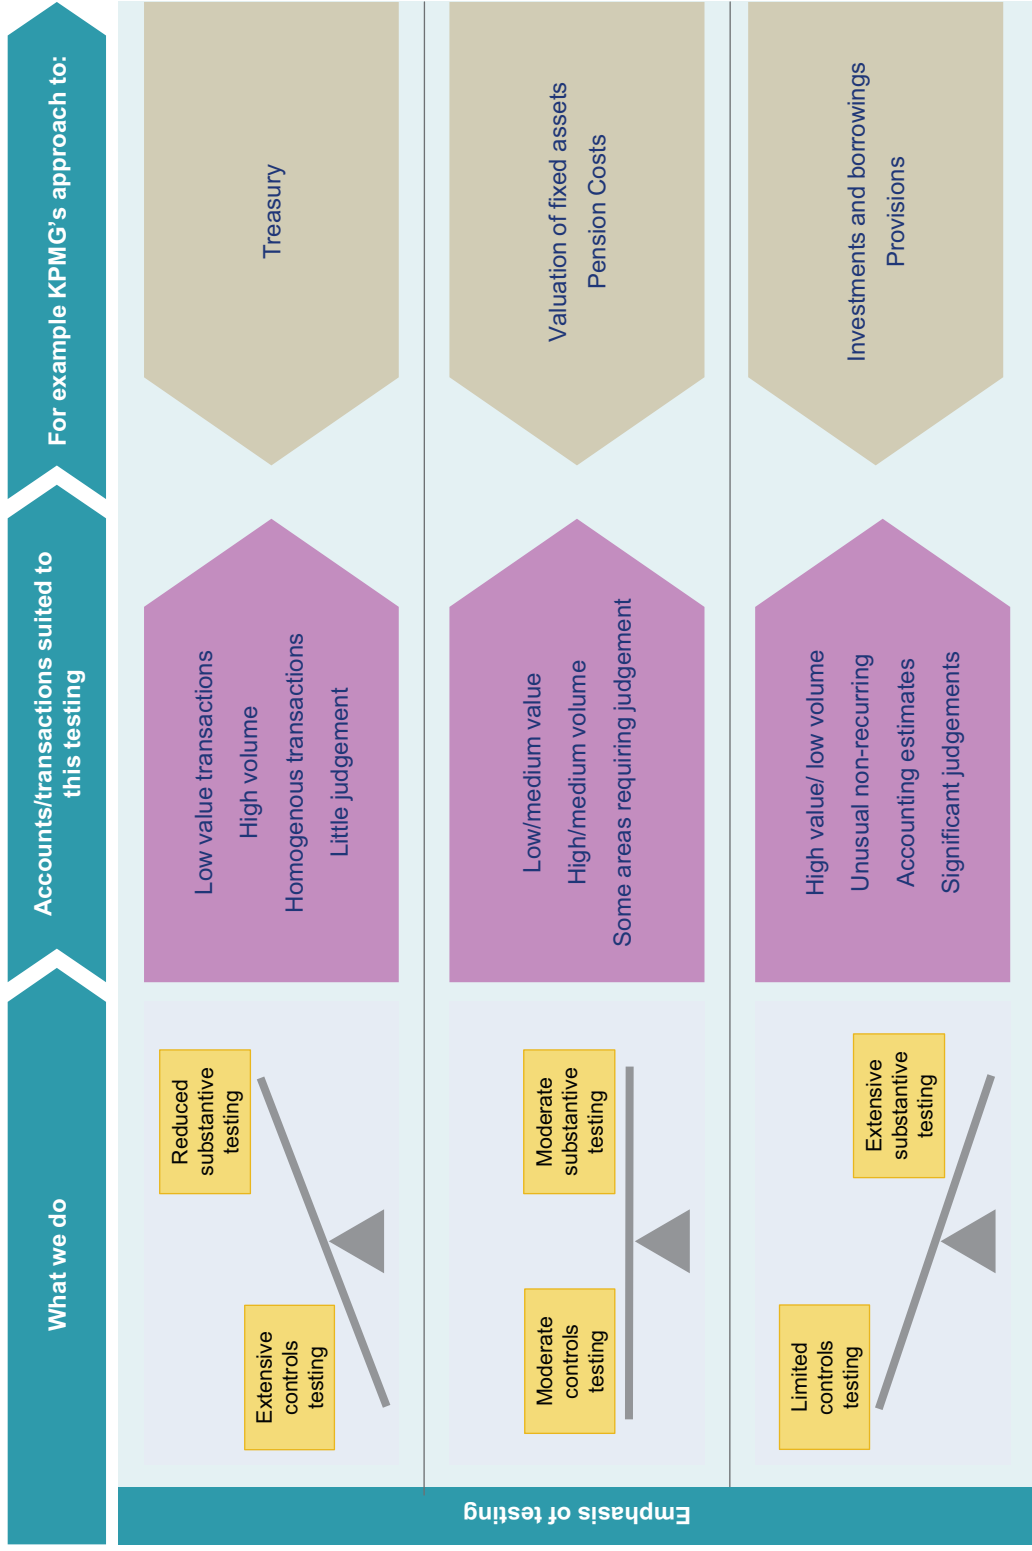 What we do
Accounts/transactions suited to
this testing
For example KPMG's approach to:
Emphasis of testing
Extensive
controls
testing
Reduced
substantive
testing
Low value transactions
High volume
Homogenous transactions
Little judgement
Treasury
Moderate
controls
testing
Moderate
substantive
testing
Low/medium value
High/medium volume
Some areas requiring judgement
Valuation of fixed assets
Pension Costs
Limited
controls
testing
Extensive
substantive
testing
High value/ low volume
Unusual non-recurring
Accounting estimates
Significant judgements
Investments and borrowings
Provisions